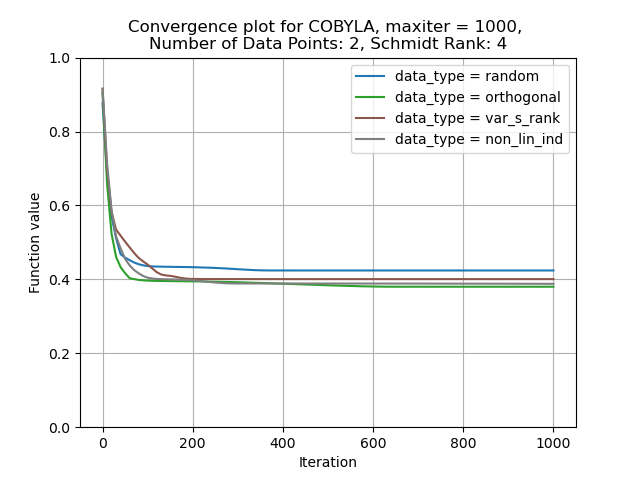 Convergence plot for COBYLA, maxiter = 1000,
Number of Data Points: 2, Schmidt Rank: 4
data_type = random
data_type = orthogonal
data_type = var_s_rank
data_type = non_lin_ind
Function value
1.0
0.8
0.6
0.4
0.2
0.0
0 200 400 600 800 1000
Iteration